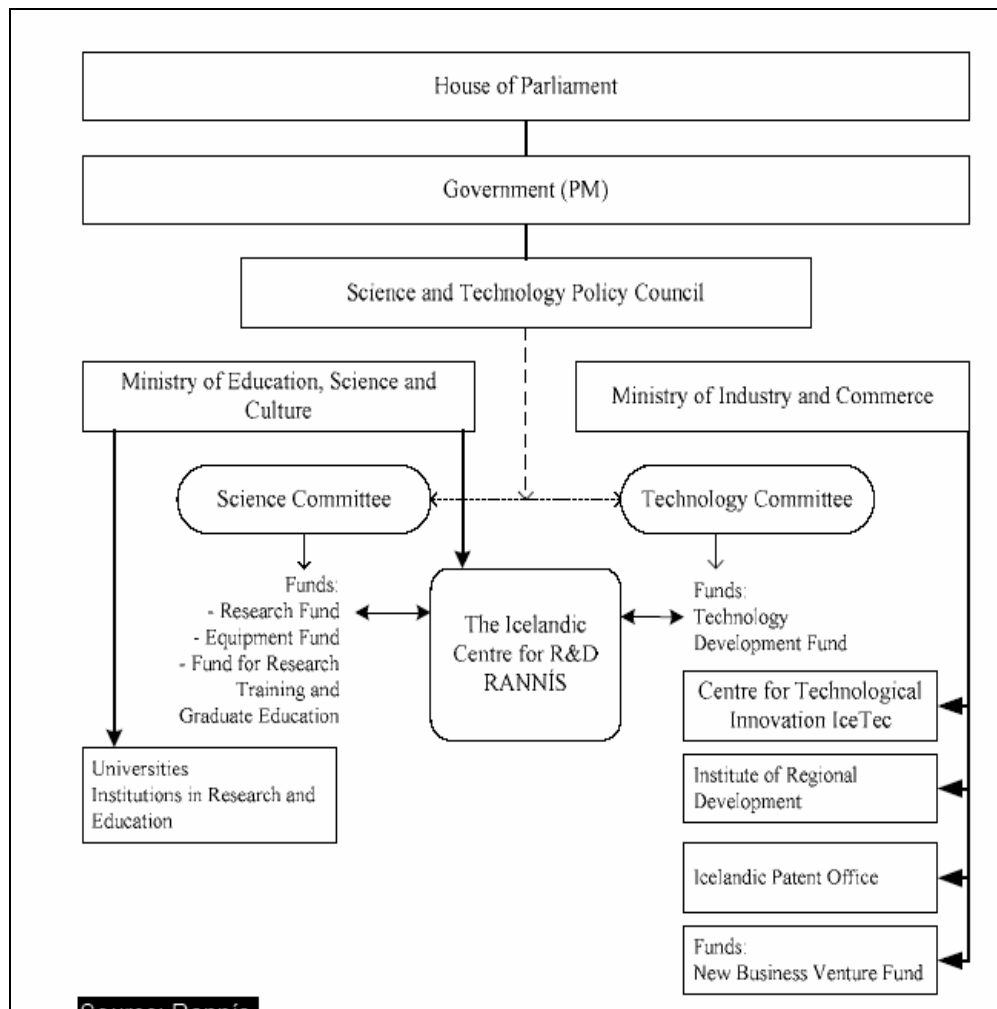 House of Parliament
Government (PM)
Science and Technology Policy Council
Ministry of Education, Science and
Culture
Ministry of Industry and Commerce
Science Committee
Technology Committee
Funds:
- Research Fund
- Equipment Fund
- Fund for Research
Training and
Graduate Education
The Icelandic
Centre for R&D
RANNÍS
Funds:
Technology
Development Fund
Centre for Technological
Innovation IceTec
Universities
Institutions in Research and
Education
Institute of Regional
Development
Icelandic Patent Office
Funds:
New Business Venture Fund
Source: Rannís